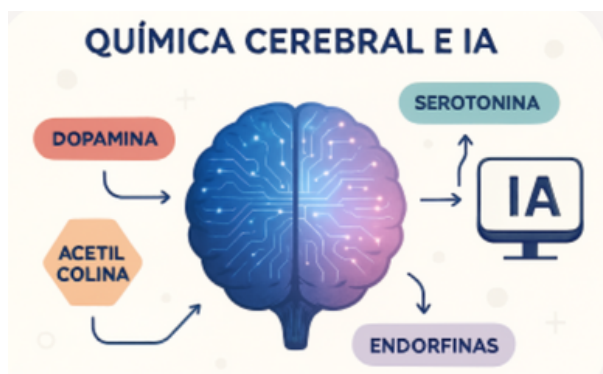 QUÍMICA CEREBRAL E IA
DOPAMINA
SEROTONINA
IA
ACETIL
COLINA
ENDORFINAS